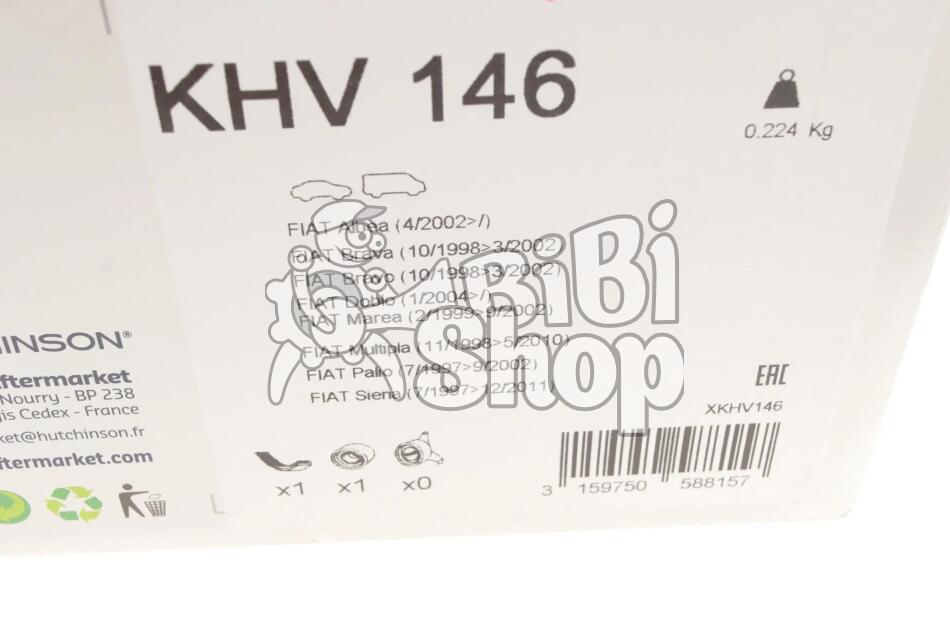 KHV 146
0.224 Kg
FIAT Albea (4/2002>/)
FIAT Brava (10/1998>3/2002)
FIAT Bravo (10/1998>3/2002)
FIAT Doblo (1/2004>/)
FIAT Marea (2/1999>9/2002)
FIAT Multipla (11/1998>5/2010)
FIAT Palio (7/1997>9/2002)
FIAT Siena (7/1997>12/2011)
BiBi
Shop
HINSON®
ftermarket
Nourry - BP 238
gis Cedex - France
ket@hutchinson.fr
ftermarket.com
EAC
XKHV146
x1 x1 x0
3 159750 588157